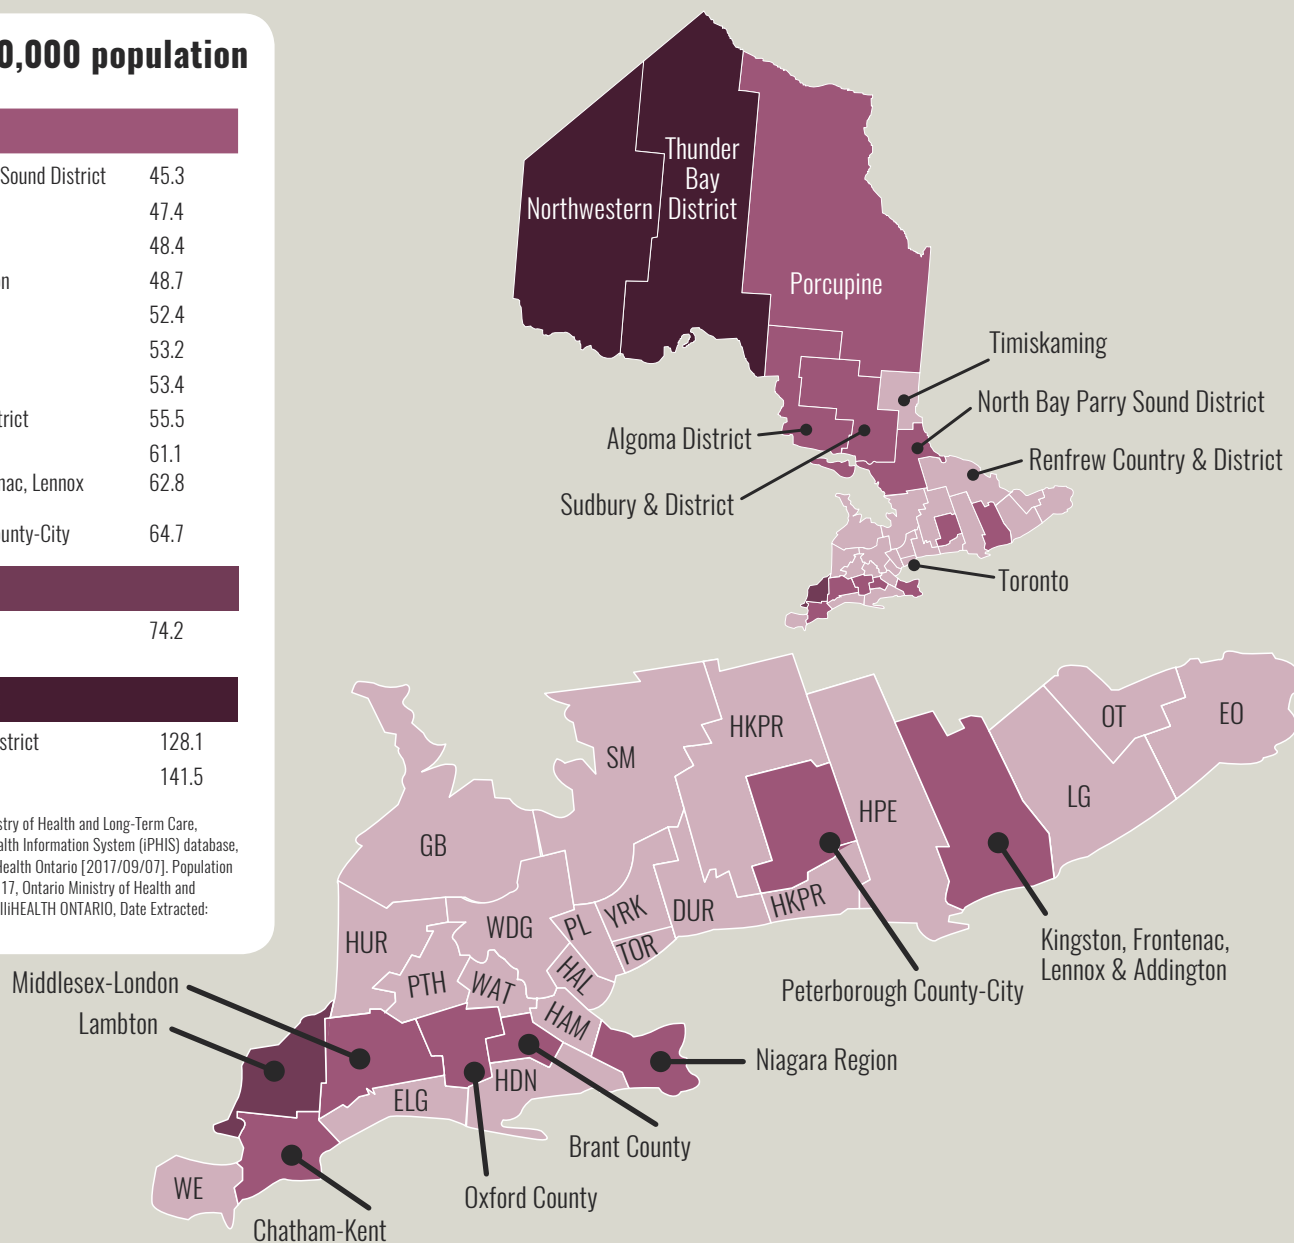 0,000 population
Sound District 45.3
47.4
48.4
on 48.7
52.4
53.2
53.4
trict 55.5
61.1
nac, Lennox 62.8
ounty-City 64.7
74.2
strict 128.1
141.5
stry of Health and Long-Term Care,
alth Information System (iPHIS) database,
Health Ontario [2017/09/07]. Population
17, Ontario Ministry of Health and
lliHEALTH ONTARIO, Date Extracted:
Thunder
Bay
District
Northwestern
Porcupine
Timiskaming
North Bay Parry Sound District
Algoma District
Renfrew Country & District
Sudbury & District
Toronto
HKPR
OT
EO
SM
LG
HPE
GB
HKPR
YRK
DUR
PL
WDG
HUR
TOR
Kingston, Frontenac,
Lennox & Addington
HAL
Middlesex-London
PTH
WAT
Peterborough County-City
Lambton
HAM
Niagara Region
HDN
ELG
Brant County
WE
Oxford County
Chatham-Kent